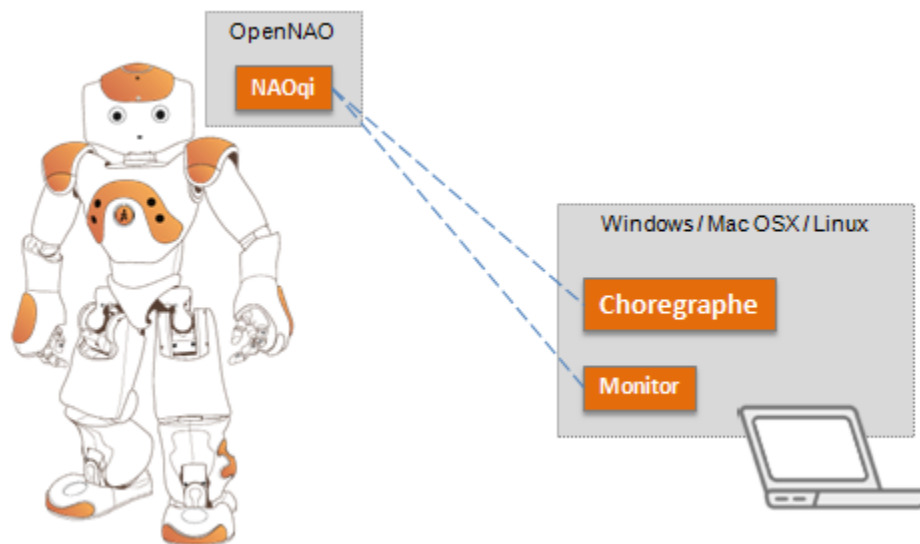 OpenNAO
NAOqi
Windows / Mac OSX / Linux
Choregraphe
Monitor